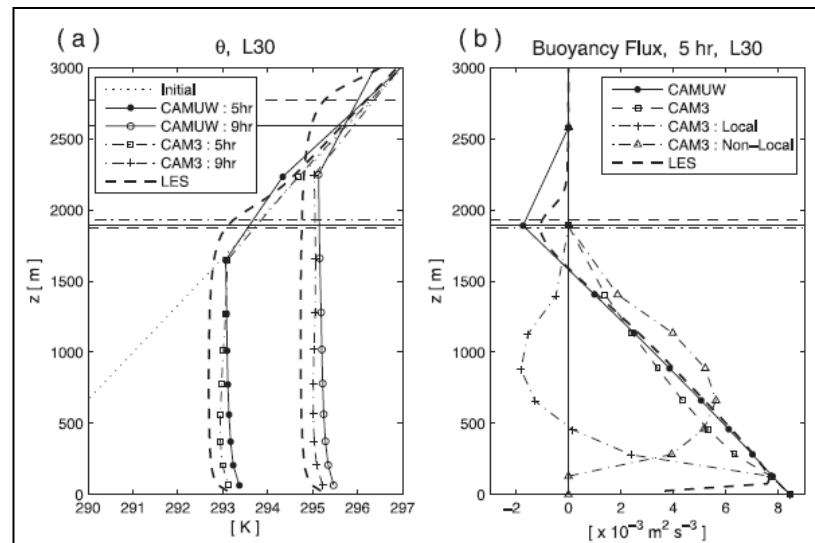 ( a )
θ, L30
3000
2500
2000
1500
1000
500
0
z [ m ]
Initial
CAMUW : 5hr
CAMUW : 9hr
CAM3 : 5hr
CAM3 : 9hr
LES
290 291 292 293 294 295 296 297
[ K ]
( b )
Buoyancy Flux, 5 hr, L30
3000
2500
2000
1500
1000
500
0
z [ m ]
CAMUW
CAM3
CAM3 : Local
CAM3 : Non–Local
LES
−2 0 2 4 6 8
[ x 10⁻³ m² s⁻³ ]